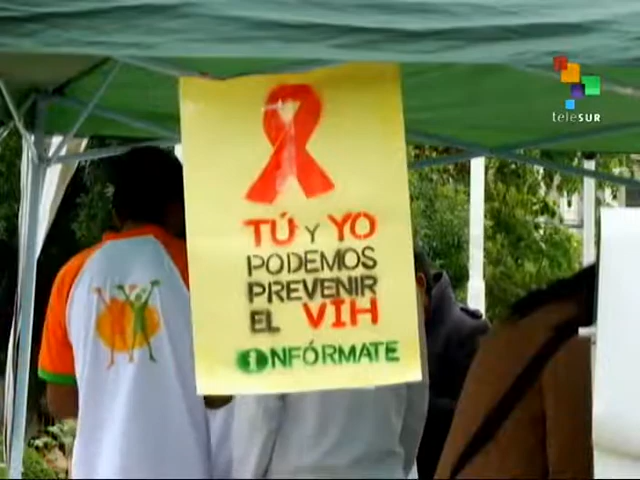 teleSUR
TÚ Y YO
PODEMOS
PREVENIR
EL VIH
INFÓRMATE